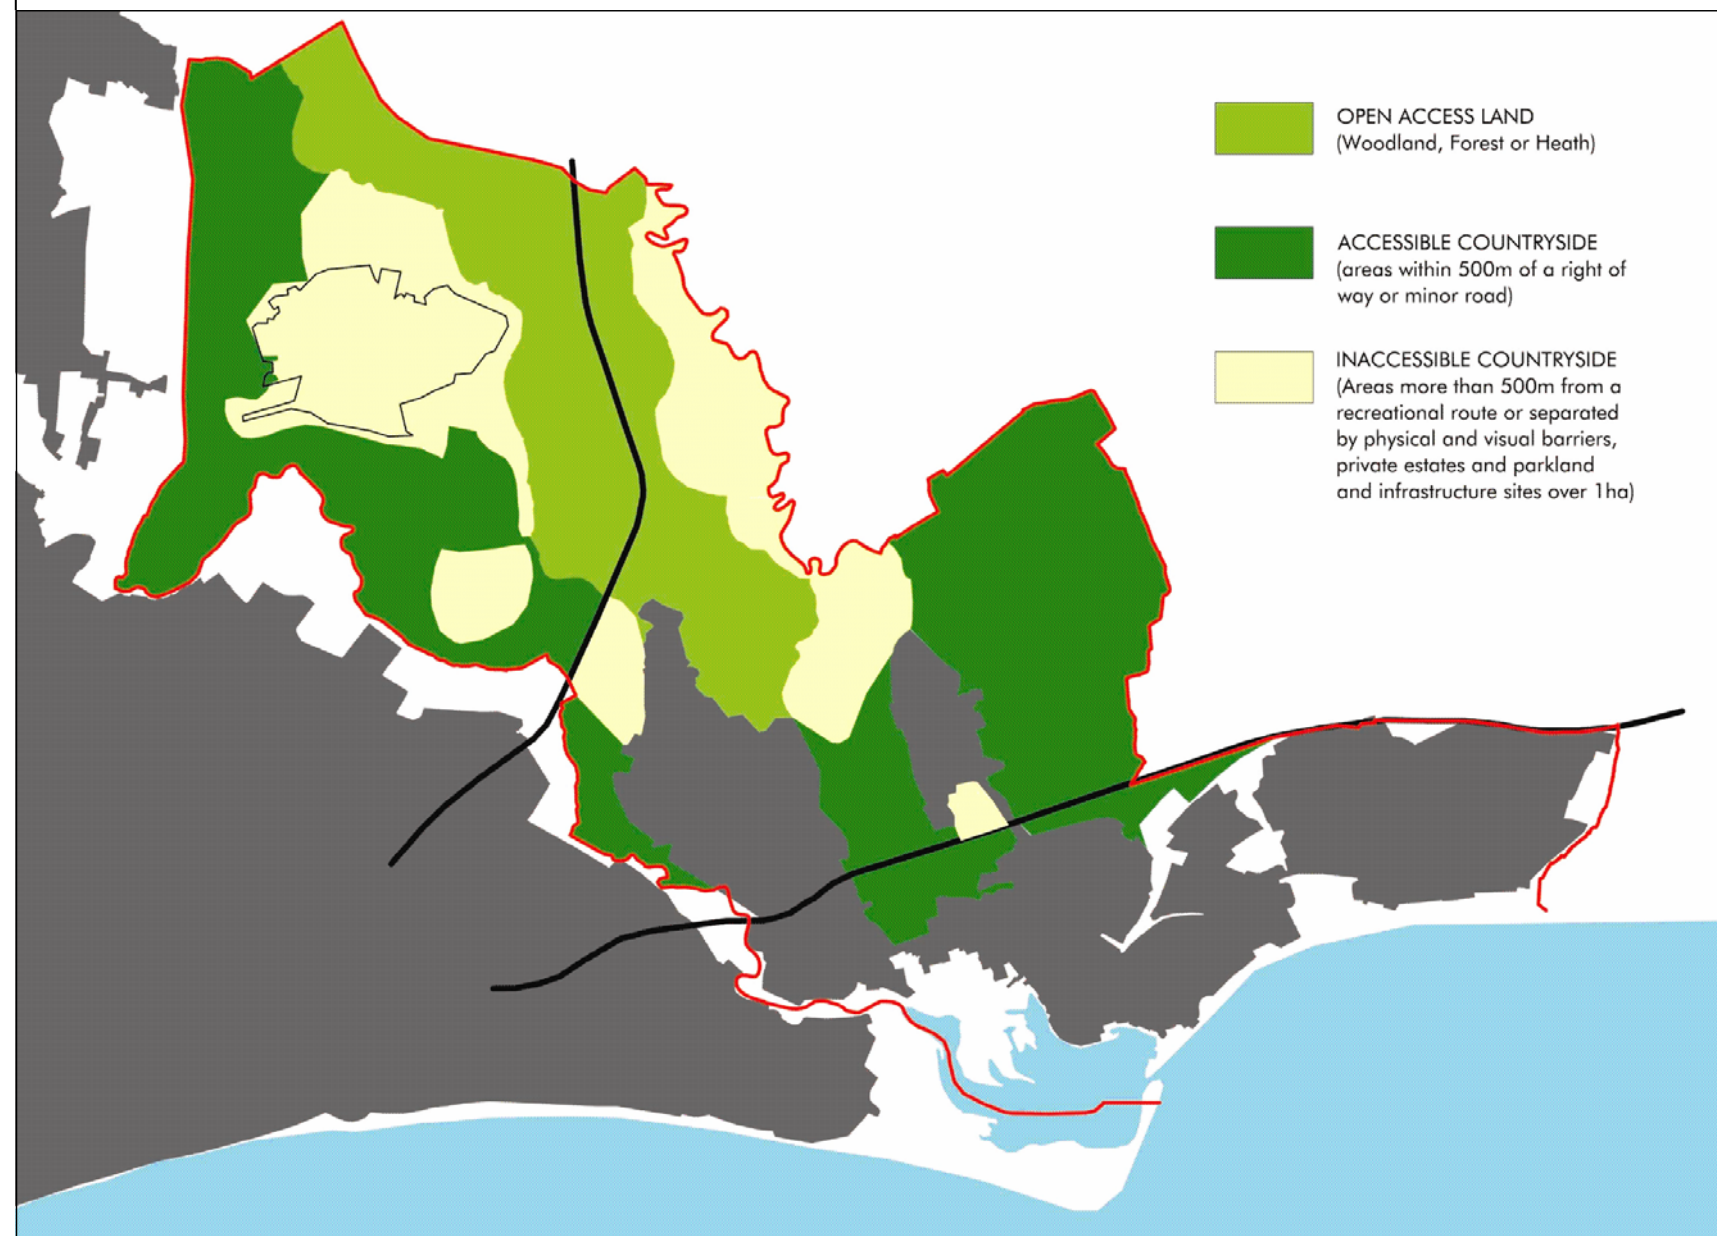 OPEN ACCESS LAND
(Woodland, Forest or Heath)
ACCESSIBLE COUNTRYSIDE
(areas within 500m of a right of
way or minor road)
INACCESSIBLE COUNTRYSIDE
(Areas more than 500m from a
recreational route or separated
by physical and visual barriers,
private estates and parkland
and infrastructure sites over 1ha)